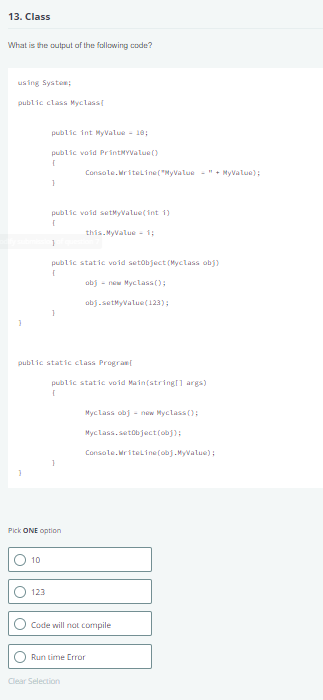 13. Class
What is the output of the following code?
using System;
public class Myclass{
public int MyValue = 10;
public void PrintMYValue()
{
Console.WriteLine("MyValue = " + MyValue);
}
public void setMyValue(int i)
{
this.MyValue = i;
}
public static void setObject(Myclass obj)
{
obj = new Myclass();
obj.setMyValue(123);
}
}
public static class Program{
public static void Main(string[] args)
{
Myclass obj = new Myclass();
Myclass.setObject(obj);
Console.WriteLine(obj.MyValue);
}
}
Pick ONE option
10
123
Code will not compile
Run time Error
Clear Selection